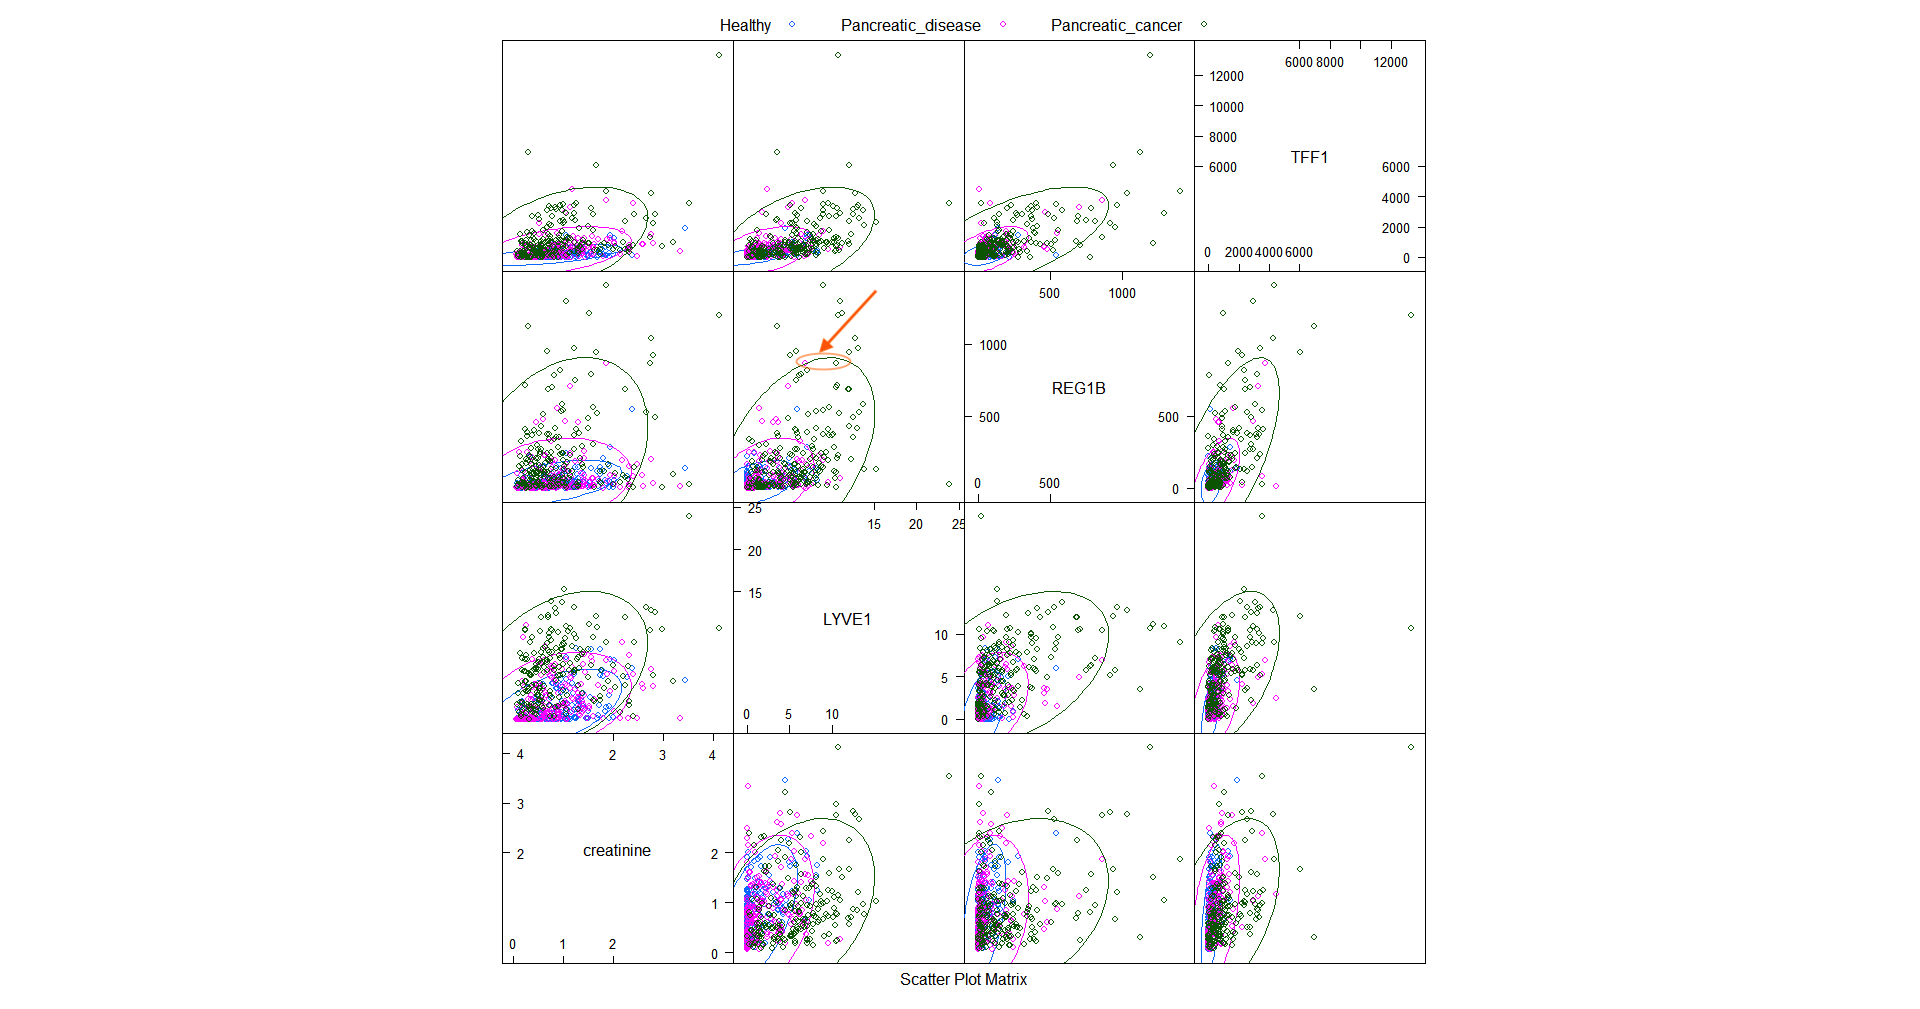 Healthy Pancreatic_disease Pancreatic_cancer
6000 8000 12000
12000
10000
8000
6000
TFF1
6000
4000
2000
0
0 2000 4000 6000
500 1000
1000
500
REG1B
500
0
0 500
25
20
15
15 20 25
LYVE1
10
5
0
0 5 10
4
3
2
2 3 4
creatinine
2
1
0
0 1 2
Scatter Plot Matrix